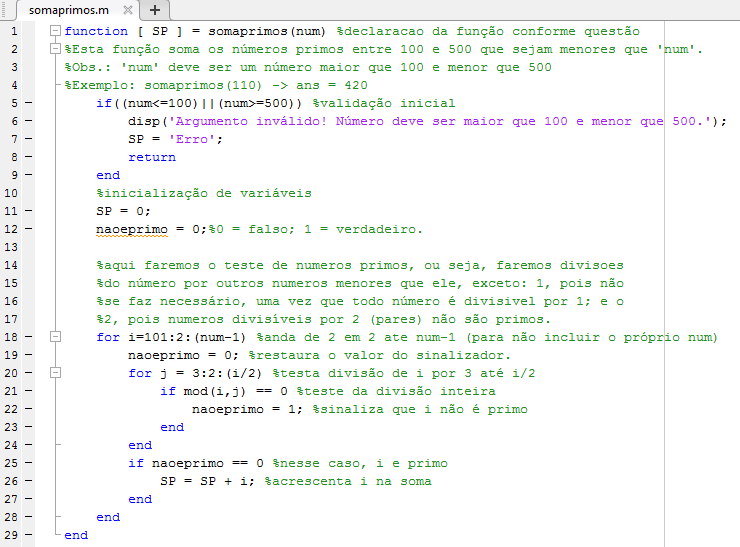 somaprimos.m
1 function [ SP ] = somaprimos(num) %declaracao da função conforme questão
2 %Esta função soma os números primos entre 100 e 500 que sejam menores que 'num'.
3 %Obs.: 'num' deve ser um número maior que 100 e menor que 500
4 %Exemplo: somaprimos(110) -> ans = 420
5 if((num<=100)||(num>=500)) %validação inicial
6 disp('Argumento inválido! Número deve ser maior que 100 e menor que 500.');
7 SP = 'Erro';
8 return
9 end
10 %inicialização de variáveis
11 SP = 0;
12 naoeprimo = 0;%0 = falso; 1 = verdadeiro.
13
14 %aqui faremos o teste de numeros primos, ou seja, faremos divisoes
15 %do número por outros numeros menores que ele, exceto: 1, pois não
16 %se faz necessário, uma vez que todo número é divisivel por 1; e o
17 %2, pois numeros divisíveis por 2 (pares) não são primos.
18 for i=101:2:(num-1) %anda de 2 em 2 ate num-1 (para não incluir o próprio num)
19 naoeprimo = 0; %restaura o valor do sinalizador.
20 for j = 3:2:(i/2) %testa divisão de i por 3 até i/2
21 if mod(i,j) == 0 %teste da divisão inteira
22 naoeprimo = 1; %sinaliza que i não é primo
23 end
24 end
25 if naoeprimo == 0 %nesse caso, i e primo
26 SP = SP + i; %acrescenta i na soma
27 end
28 end
29 end